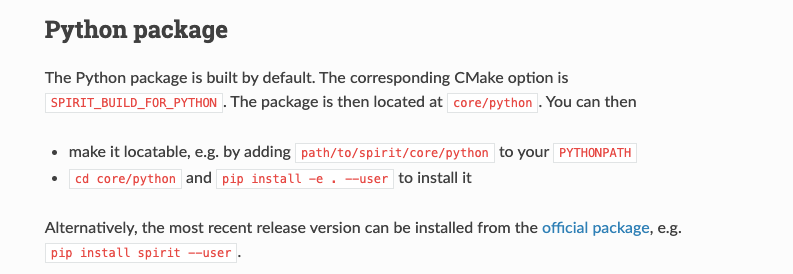 Python package
The Python package is built by default. The corresponding CMake option is
SPIRIT_BUILD_FOR_PYTHON. The package is then located at core/python. You can then
• make it locatable, e.g. by adding path/to/spirit/core/python to your PYTHONPATH
• cd core/python and pip install -e . --user to install it
Alternatively, the most recent release version can be installed from the official package, e.g.
pip install spirit --user.